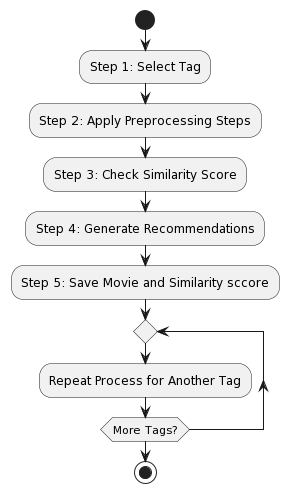 Step 1: Select Tag
Step 2: Apply Preprocessing Steps
Step 3: Check Similarity Score
Step 4: Generate Recommendations
Step 5: Save Movie and Similarity sccore
Repeat Process for Another Tag
More Tags?